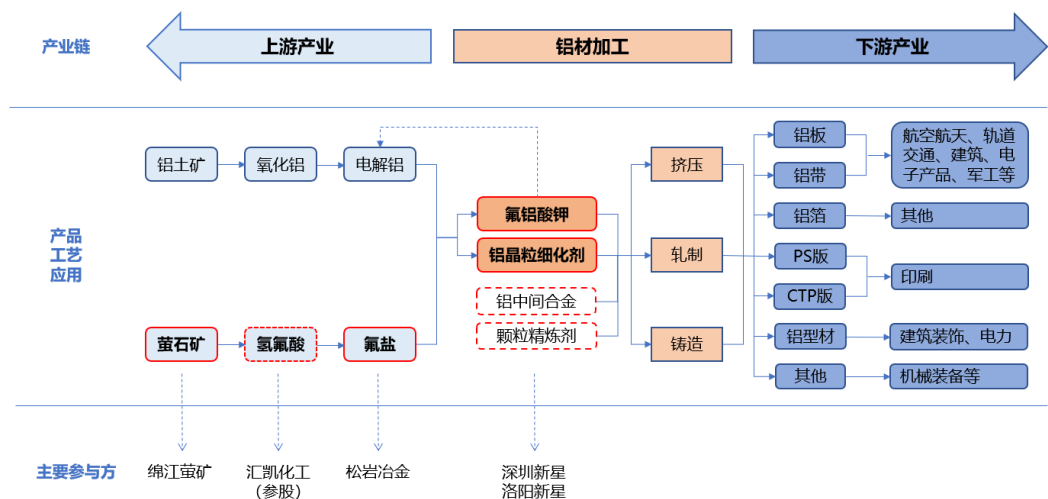 产业链
上游产业
铝材加工
下游产业
产品
工艺
应用
铝土矿
氧化铝
电解铝
萤石矿
氢氟酸
氟盐
氟铝酸钾
铝晶粒细化剂
铝中间合金
颗粒精炼剂
挤压
轧制
铸造
铝板
铝带
铝箔
PS版
CTP版
铝型材
其他
航空航天、轨道
交通、建筑、电
子产品、军工等
其他
印刷
建筑装饰、电力
机械装备等
主要参与方
绵江萤矿
汇凯化工
（参股）
松岩冶金
深圳新星
洛阳新星